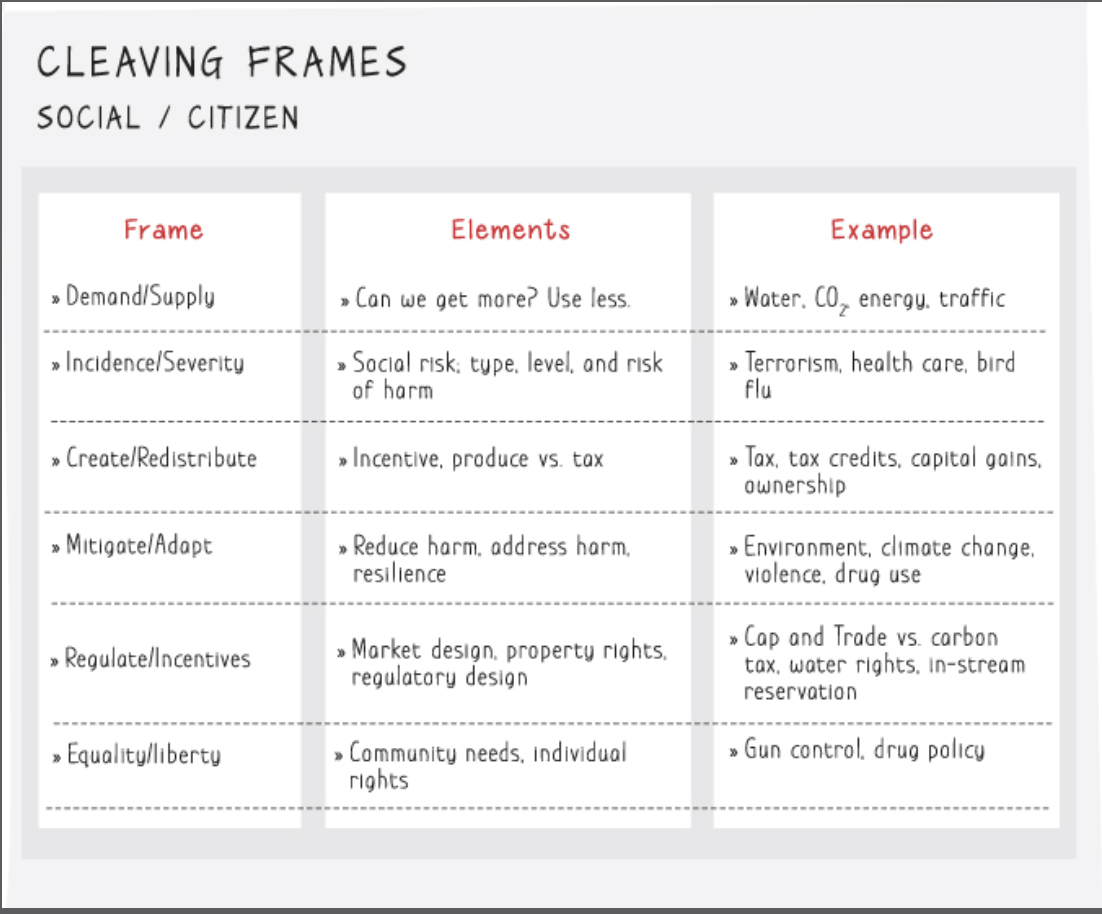 CLEAVING FRAMES
SOCIAL / CITIZEN
Frame
Elements
Example
» Demand/Supply
» Can we get more? Use less.
» Water, CO₂, energy, traffic
» Incidence/Severity
» Social risk; type, level, and risk
of harm
» Terrorism, health care, bird
flu
» Create/Redistribute
» Incentive, produce vs. tax
» Tax, tax credits, capital gains,
ownership
» Mitigate/Adapt
» Reduce harm, address harm,
resilience
» Environment, climate change,
violence, drug use
» Regulate/Incentives
» Market design, property rights,
regulatory design
» Cap and Trade vs. carbon
tax, water rights, in-stream
reservation
» Equality/liberty
» Community needs, individual
rights
» Gun control, drug policy